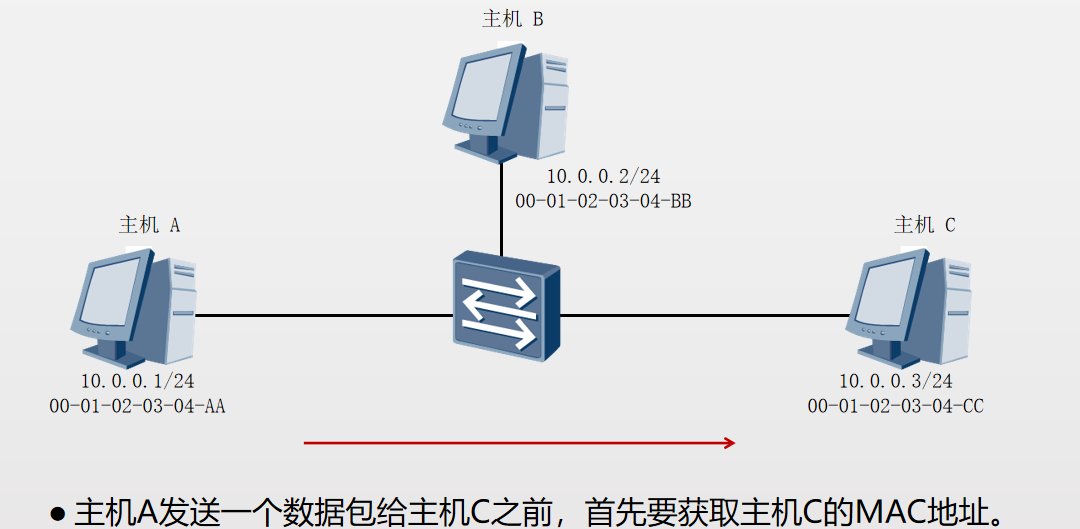 主机 B
10.0.0.2/24
00-01-02-03-04-BB
主机 A
主机 C
10.0.0.1/24
00-01-02-03-04-AA
10.0.0.3/24
00-01-02-03-04-CC
● 主机A发送一个数据包给主机C之前，首先要获取主机C的MAC地址。